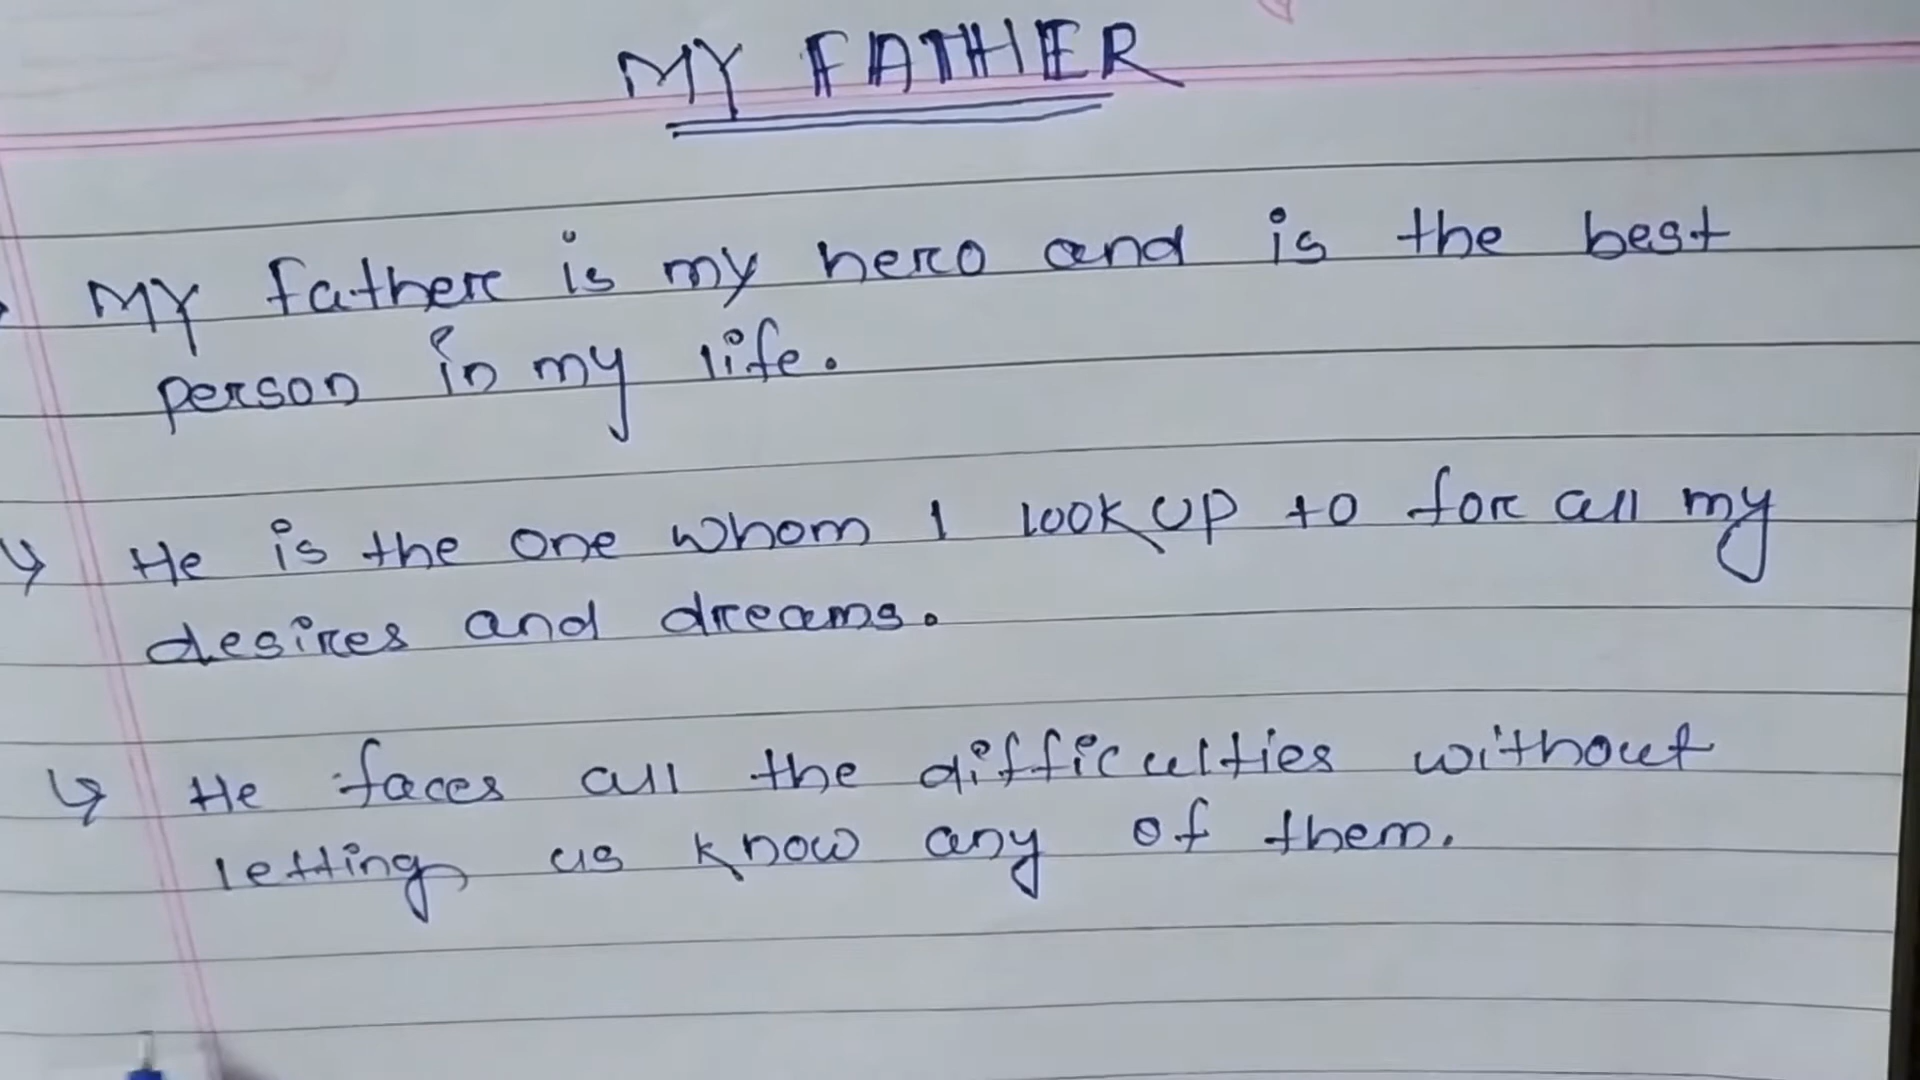 MY FATHER
My father is my hero and is the best
person in my life.
He is the one whom I look up to for all my
desires and dreams.
He faces all the difficulties without
letting us know any of them.